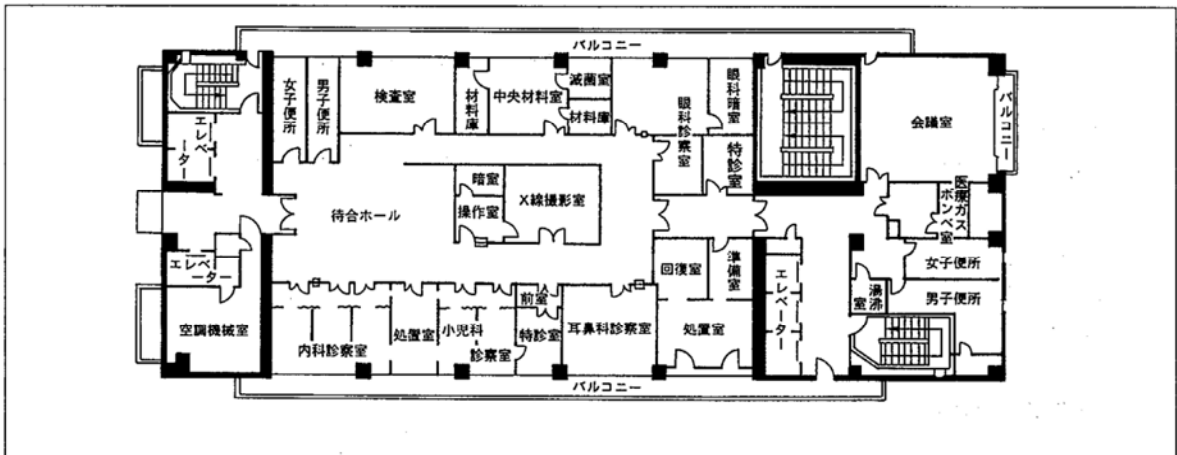 バルコニー
女子便所
男子便所
検査室
材料庫
中央材料室
滅菌室
材料庫
眼科診察室
眼科暗室
特診室
会議室
バルコニー
エレベーター
暗室
操作室
X線撮影室
待合ホール
医療ガスボンベ室
エレベーター
回復室
準備室
エレベーター
女子便所
湯沸室
男子便所
空調機械室
内科診察室
処置室
小児科診察室
前室
特診室
耳鼻科診察室
処置室
バルコニー